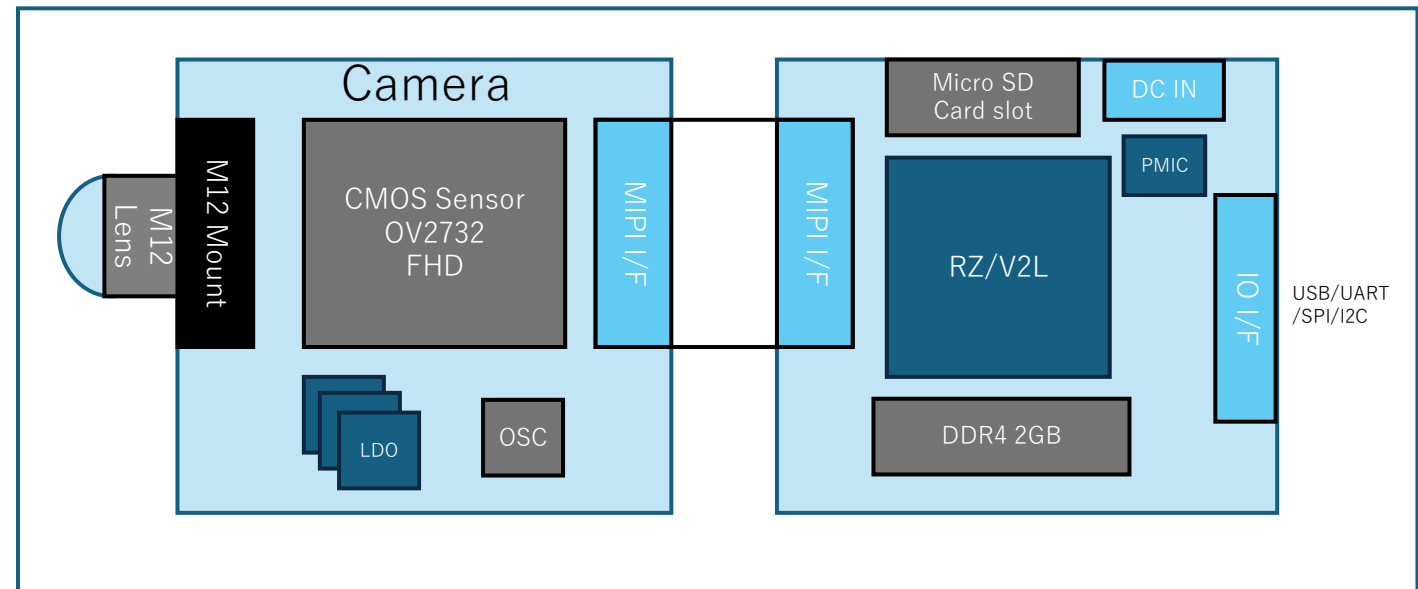 Camera
M12
Lens
M12 Mount
CMOS Sensor
OV2732
FHD
MIPI I/F
LDO
OSC
MIPI I/F
Micro SD
Card slot
DC IN
PMIC
RZ/V2L
IO I/F
USB/UART
/SPI/I2C
DDR4 2GB